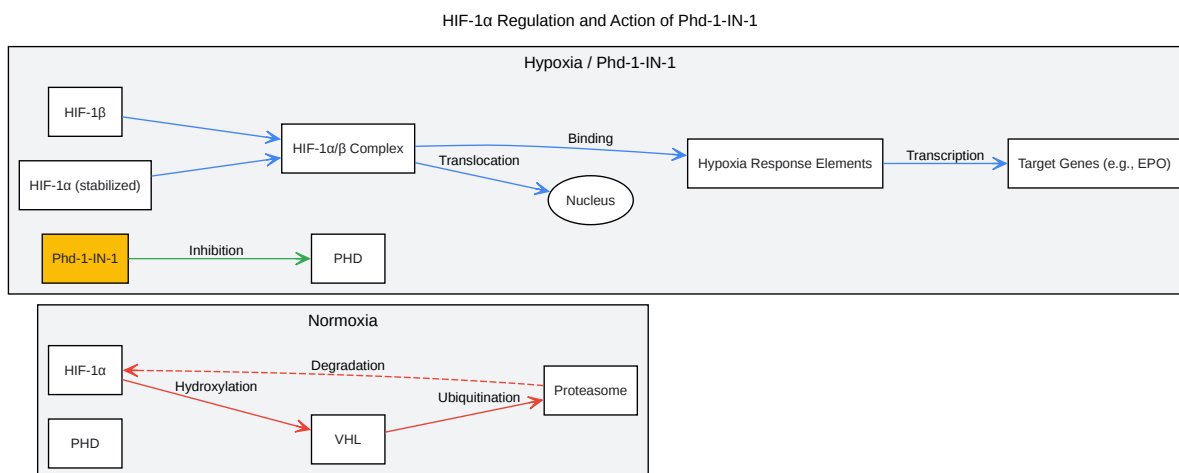 HIF-1α Regulation and Action of Phd-1-IN-1
Hypoxia / Phd-1-IN-1
HIF-1β
HIF-1α (stabilized)
HIF-1α/β Complex
Binding
Translocation
Nucleus
Hypoxia Response Elements
Transcription
Target Genes (e.g., EPO)
Phd-1-IN-1
Inhibition
PHD
Normoxia
HIF-1α
Degradation
Hydroxylation
Ubiquitination
Proteasome
PHD
VHL